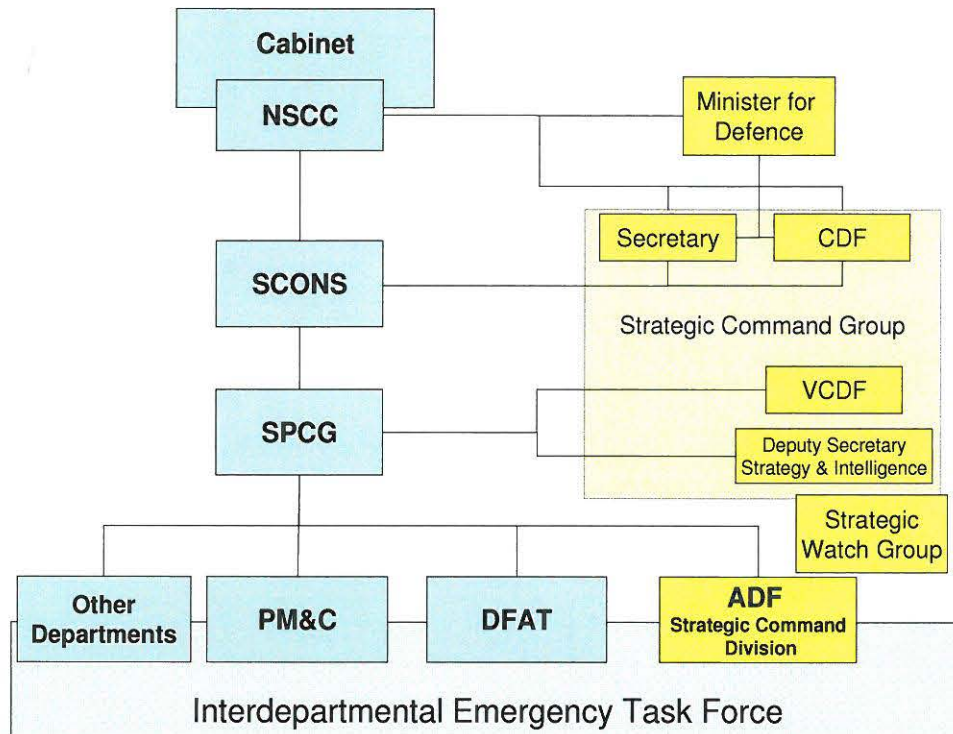 Cabinet
NSCC
Minister for
Defence
Secretary
CDF
SCONS
Strategic Command Group
VCDF
SPCG
Deputy Secretary
Strategy & Intelligence
Strategic
Watch Group
Other
Departments
PM&C
DFAT
ADF
Strategic Command
Division
Interdepartmental Emergency Task Force